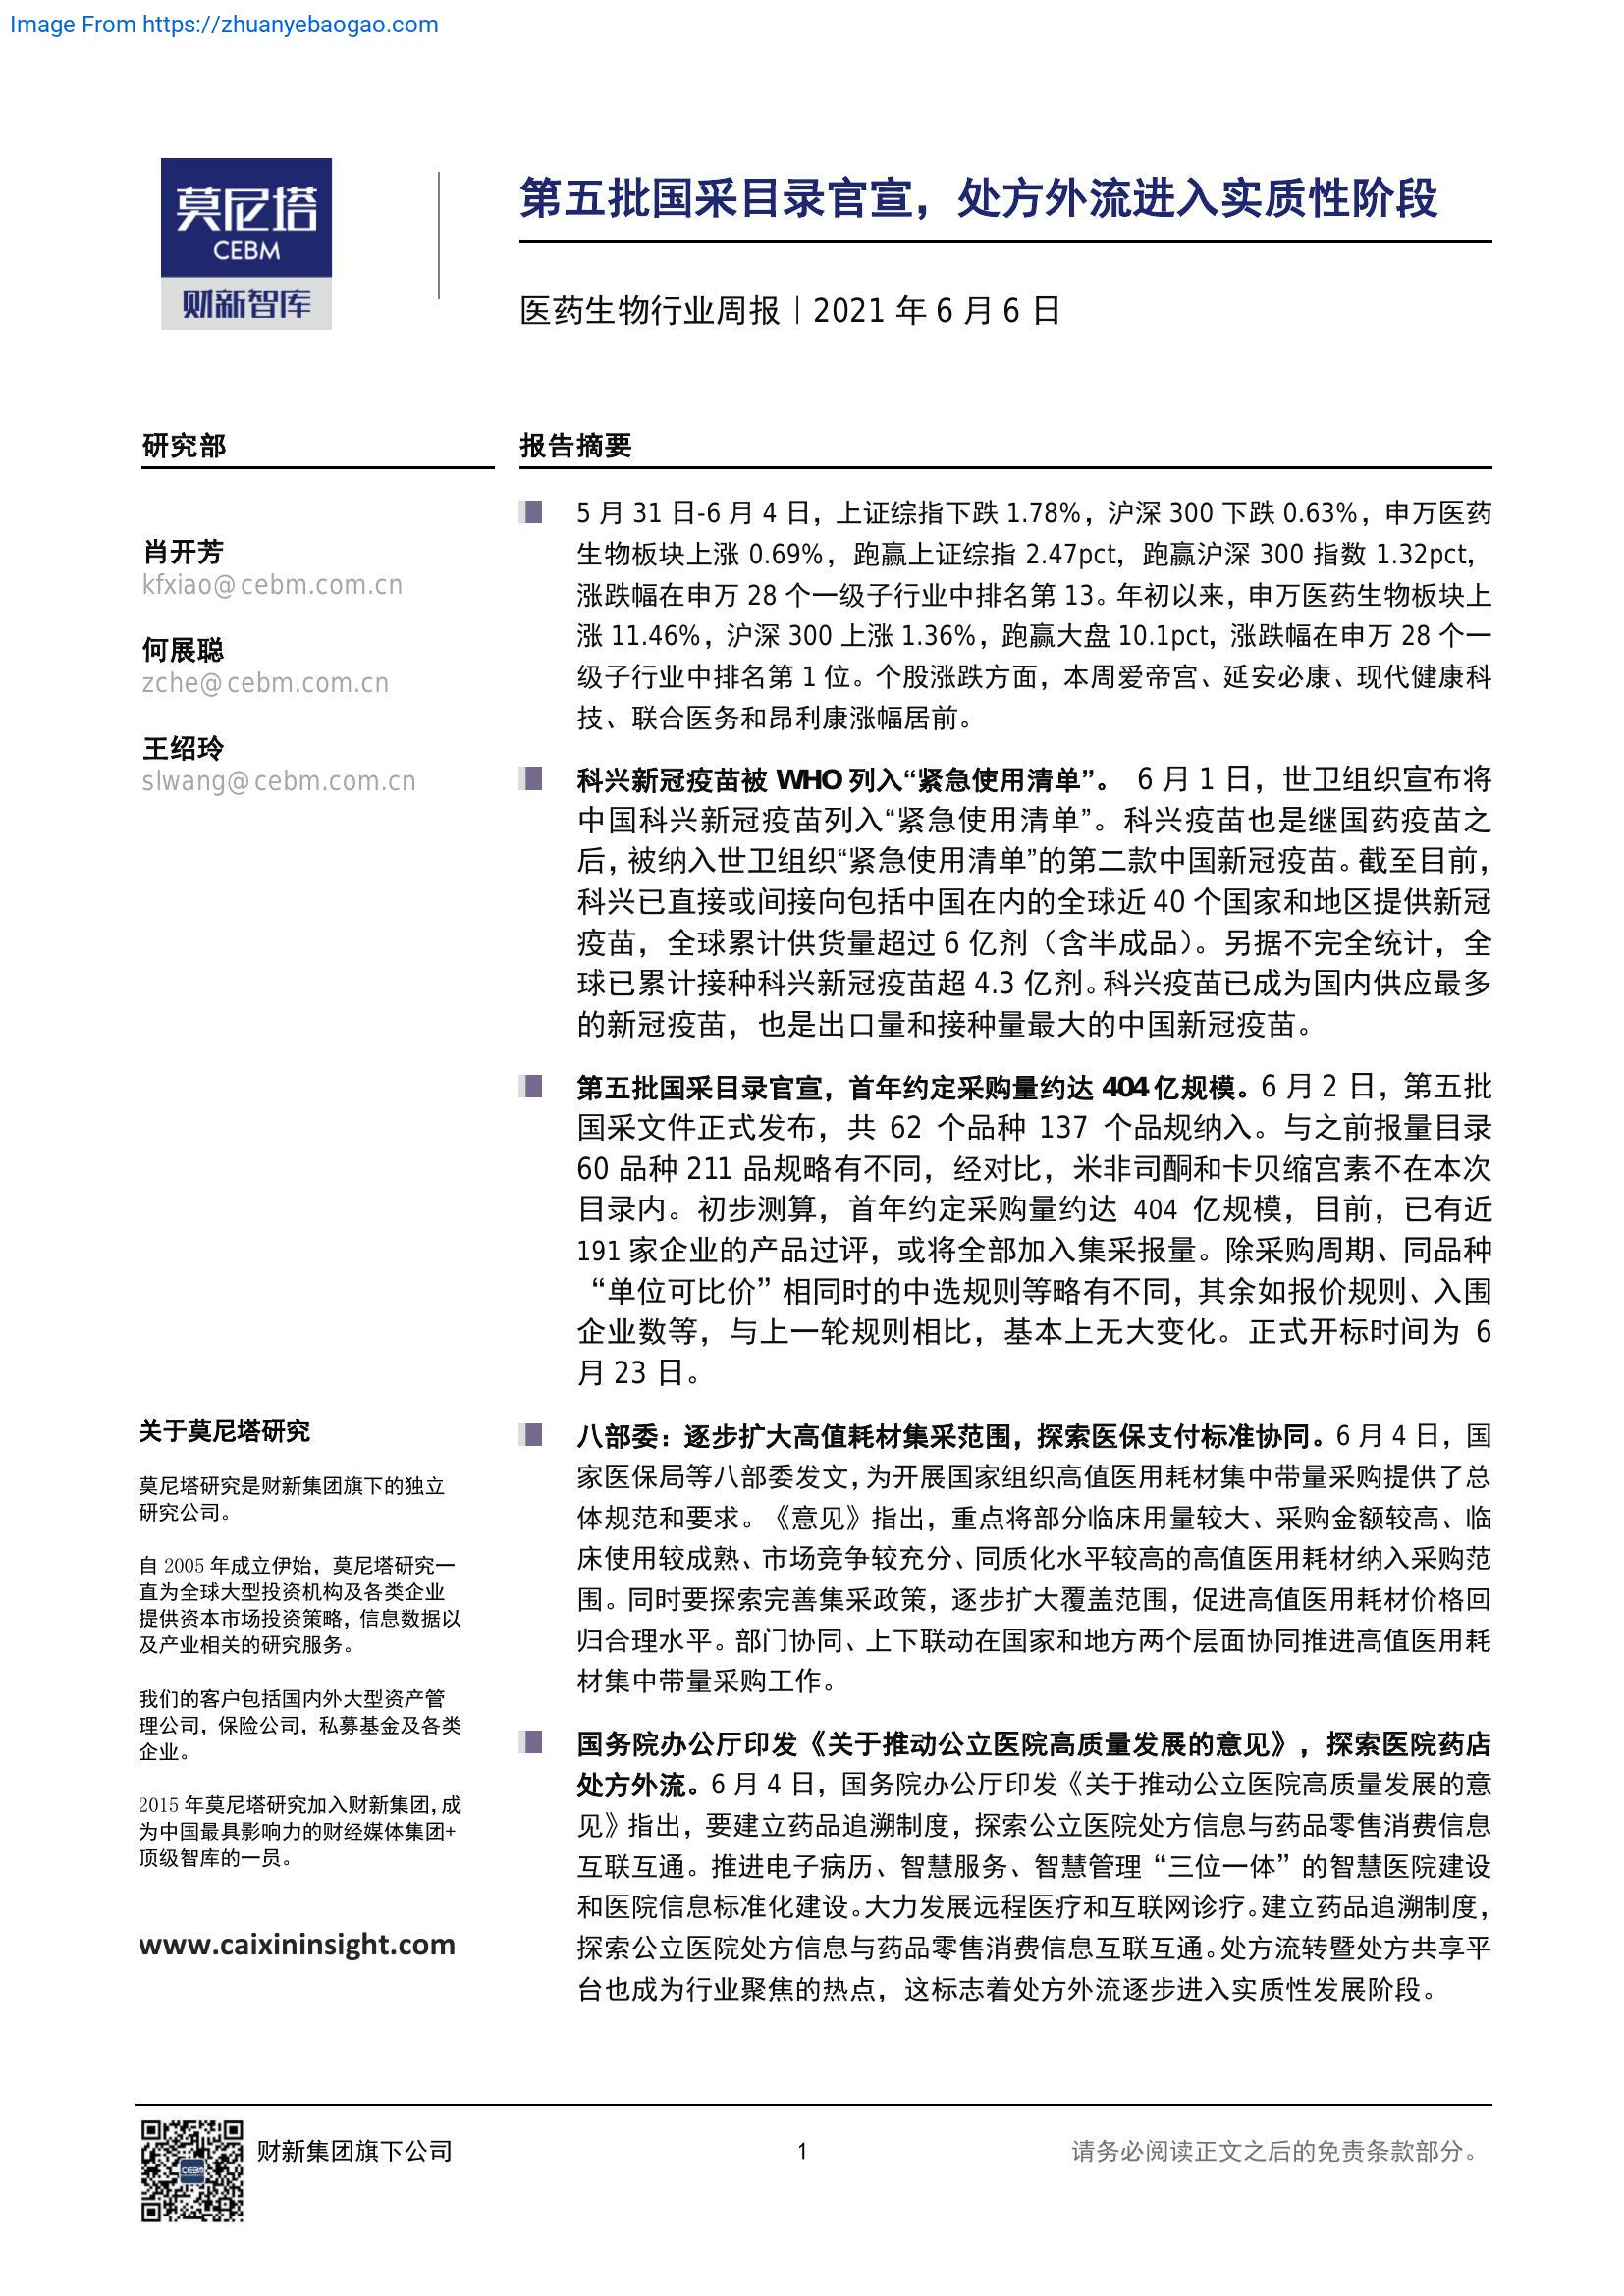 Image From https://zhuanyebaogao.com
莫尼塔
CEBM
财新智库
第五批国采目录官宣，处方外流进入实质性阶段
医药生物行业周报｜2021 年 6 月 6 日
研究部
肖开芳
kfxiao@cebm.com.cn
何展聪
zche@cebm.com.cn
王绍玲
slwang@cebm.com.cn
关于莫尼塔研究
莫尼塔研究是财新集团旗下的独立
研究公司。
自 2005 年成立伊始，莫尼塔研究一
直为全球大型投资机构及各类企业
提供资本市场投资策略，信息数据以
及产业相关的研究服务。
我们的客户包括国内外大型资产管
理公司，保险公司，私募基金及各类
企业。
2015 年莫尼塔研究加入财新集团，成
为中国最具影响力的财经媒体集团+
顶级智库的一员。
www.caixininsight.com
报告摘要
5 月 31 日-6 月 4 日，上证综指下跌 1.78%，沪深 300 下跌 0.63%，申万医药
生物板块上涨 0.69%，跑赢上证综指 2.47pct，跑赢沪深 300 指数 1.32pct，
涨跌幅在申万 28 个一级子行业中排名第 13。年初以来，申万医药生物板块上
涨 11.46%，沪深 300 上涨 1.36%，跑赢大盘 10.1pct，涨跌幅在申万 28 个一
级子行业中排名第 1 位。个股涨跌方面，本周爱帝宫、延安必康、现代健康科
技、联合医务和昂利康涨幅居前。
科兴新冠疫苗被 WHO 列入“紧急使用清单”。 6 月 1 日，世卫组织宣布将
中国科兴新冠疫苗列入“紧急使用清单”。科兴疫苗也是继国药疫苗之
后，被纳入世卫组织“紧急使用清单”的第二款中国新冠疫苗。截至目前，
科兴已直接或间接向包括中国在内的全球近 40 个国家和地区提供新冠
疫苗，全球累计供货量超过 6 亿剂（含半成品）。另据不完全统计，全
球已累计接种科兴新冠疫苗超 4.3 亿剂。科兴疫苗已成为国内供应最多
的新冠疫苗，也是出口量和接种量最大的中国新冠疫苗。
第五批国采目录官宣，首年约定采购量约达 404 亿规模。6 月 2 日，第五批
国采文件正式发布，共 62 个品种 137 个品规纳入。与之前报量目录
60 品种 211 品规略有不同，经对比，米非司酮和卡贝缩宫素不在本次
目录内。初步测算，首年约定采购量约达 404 亿规模，目前，已有近
191 家企业的产品过评，或将全部加入集采报量。除采购周期、同品种
“单位可比价”相同时的中选规则等略有不同，其余如报价规则、入围
企业数等，与上一轮规则相比，基本上无大变化。正式开标时间为 6
月 23 日。
八部委：逐步扩大高值耗材集采范围，探索医保支付标准协同。6 月 4 日，国
家医保局等八部委发文，为开展国家组织高值医用耗材集中带量采购提供了总
体规范和要求。《意见》指出，重点将部分临床用量较大、采购金额较高、临
床使用较成熟、市场竞争较充分、同质化水平较高的高值医用耗材纳入采购范
围。同时要探索完善集采政策，逐步扩大覆盖范围，促进高值医用耗材价格回
归合理水平。部门协同、上下联动在国家和地方两个层面协同推进高值医用耗
材集中带量采购工作。
国务院办公厅印发《关于推动公立医院高质量发展的意见》，探索医院药店
处方外流。6 月 4 日，国务院办公厅印发《关于推动公立医院高质量发展的意
见》指出，要建立药品追溯制度，探索公立医院处方信息与药品零售消费信息
互联互通。推进电子病历、智慧服务、智慧管理“三位一体”的智慧医院建设
和医院信息标准化建设。大力发展远程医疗和互联网诊疗。建立药品追溯制度，
探索公立医院处方信息与药品零售消费信息互联互通。处方流转暨处方共享平
台也成为行业聚焦的热点，这标志着处方外流逐步进入实质性发展阶段。
CEBM
财新集团旗下公司
1
请务必阅读正文之后的免责条款部分。